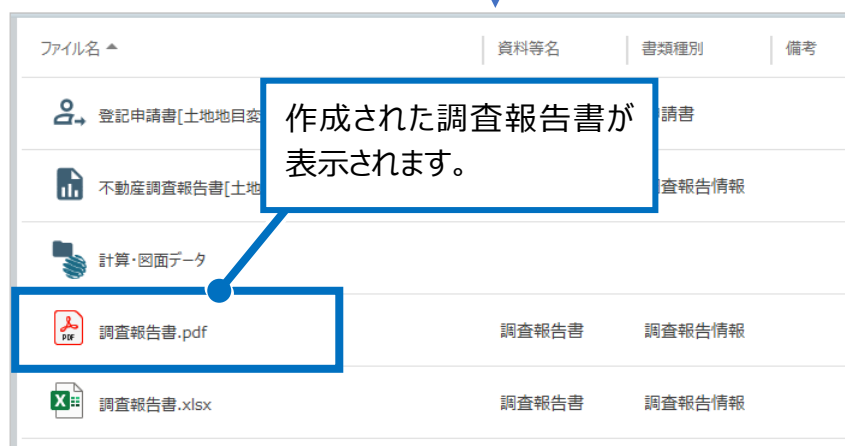 ファイル名 ▲ 資料等名 書類種別 備考
登記申請書[土地地目変
請書
作成された調査報告書が
表示されます。
不動産調査報告書[土地
査報告情報
計算・図面データ
PDF 調査報告書.pdf 調査報告書 調査報告情報
調査報告書.xlsx 調査報告書 調査報告情報